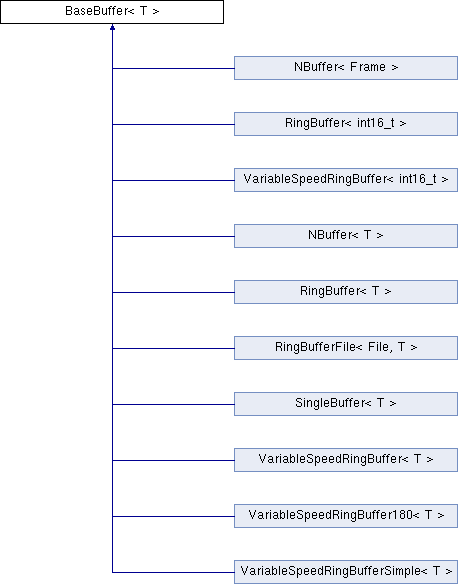 BaseBuffer< T >
NBuffer< Frame >
RingBuffer< int16_t >
VariableSpeedRingBuffer< int16_t >
NBuffer< T >
RingBuffer< T >
RingBufferFile< File, T >
SingleBuffer< T >
VariableSpeedRingBuffer< T >
VariableSpeedRingBuffer180< T >
VariableSpeedRingBufferSimple< T >